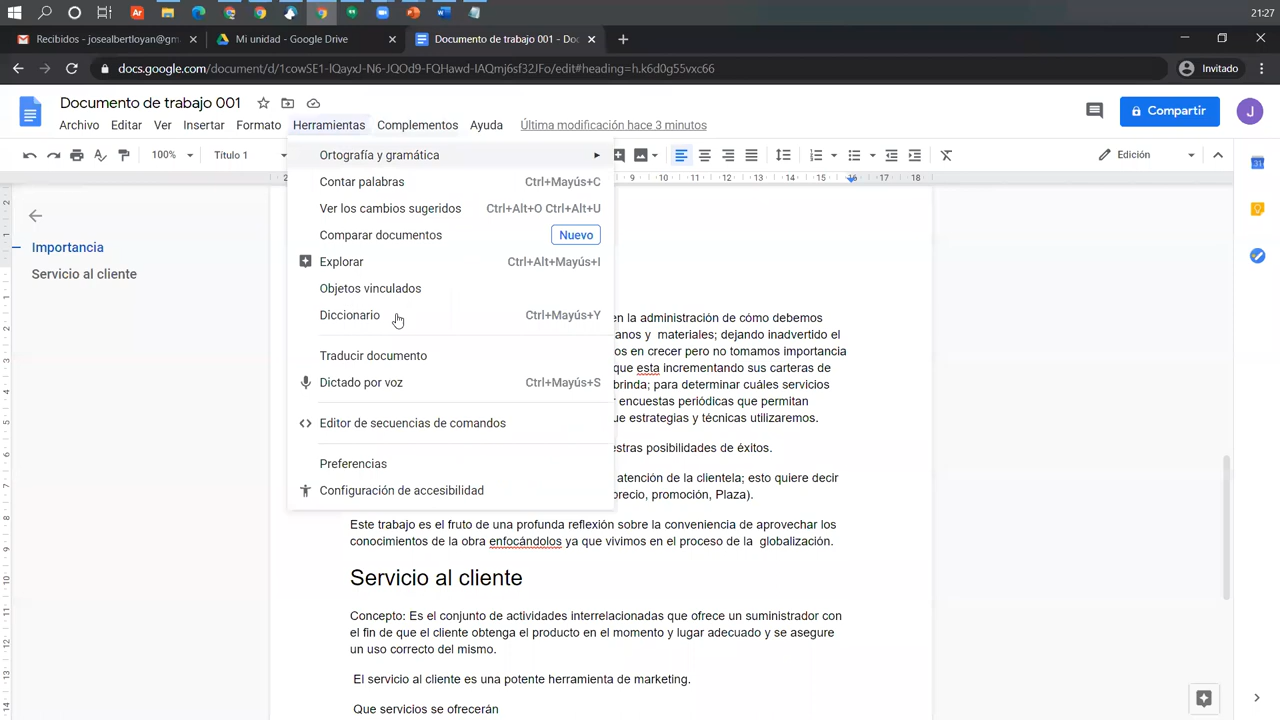 21:27
Recibidos - josealbertloyan@gm
Mi unidad - Google Drive
Documento de trabajo 001 - Doc
docs.google.com/document/d/1cowSE1-IQayxJ-N6-JQOd9-FQHawd-IAQmj6sf32JFo/edit#heading=h.k6d0g55vxc66
Invitado
Documento de trabajo 001
Compartir
J
Archivo Editar Ver Insertar Formato Herramientas Complementos Ayuda Última modificación hace 3 minutos
100% Título 1 Edición
2 9 10 11 12 13 14 15 16 17 18
Ortografía y gramática
Contar palabras Ctrl+Mayús+C
Ver los cambios sugeridos Ctrl+Alt+O Ctrl+Alt+U
Comparar documentos Nuevo
Explorar Ctrl+Alt+Mayús+I
Objetos vinculados
Diccionario Ctrl+Mayús+Y
Traducir documento
Dictado por voz Ctrl+Mayús+S
Editor de secuencias de comandos
Preferencias
Configuración de accesibilidad
Importancia
Servicio al cliente
en la administración de cómo debemos
anos y materiales; dejando inadvertido el
os en crecer pero no tomamos importancia
que esta incrementando sus carteras de
brinda; para determinar cuáles servicios
r encuestas periódicas que permitan
ue estrategias y técnicas utilizaremos.
estras posibilidades de éxitos.
atención de la clientela; esto quiere decir
precio, promoción, Plaza).
Este trabajo es el fruto de una profunda reflexión sobre la conveniencia de aprovechar los
conocimientos de la obra enfocándolos ya que vivimos en el proceso de la globalización.
Servicio al cliente
Concepto: Es el conjunto de actividades interrelacionadas que ofrece un suministrador con
el fin de que el cliente obtenga el producto en el momento y lugar adecuado y se asegure
un uso correcto del mismo.
El servicio al cliente es una potente herramienta de marketing.
Que servicios se ofrecerán